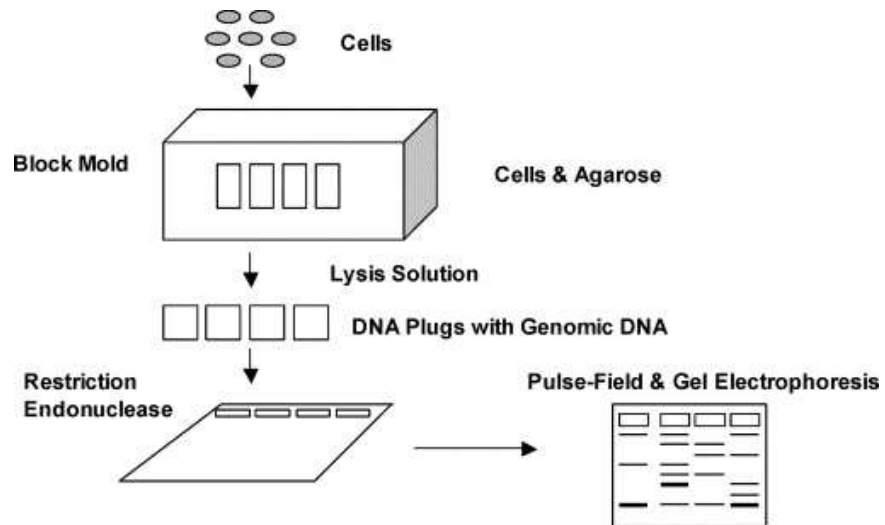 Cells
Block Mold
Cells & Agarose
Lysis Solution
DNA Plugs with Genomic DNA
Restriction
Endonuclease
Pulse-Field & Gel Electrophoresis